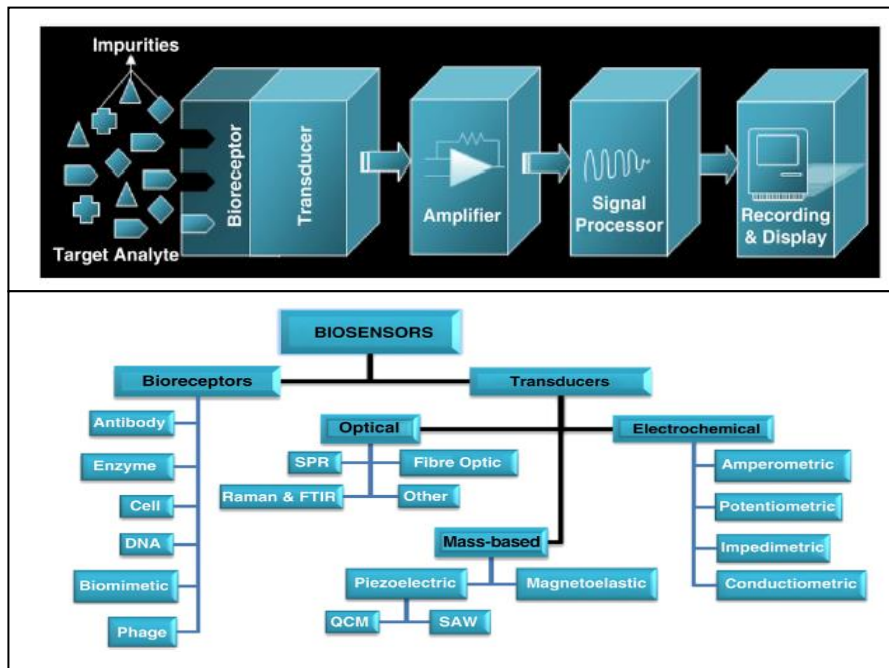 Impurities
Target Analyte
Bioreceptor
Transducer
Amplifier
Signal
Processor
Recording
& Display
BIOSENSORS
Bioreceptors
Transducers
Antibody
Enzyme
Cell
DNA
Biomimetic
Phage
Optical
SPR
Fibre Optic
Raman & FTIR
Other
Mass-based
Piezoelectric
Magnetoelastic
QCM
SAW
Electrochemical
Amperometric
Potentiometric
Impedimetric
Conductiometric